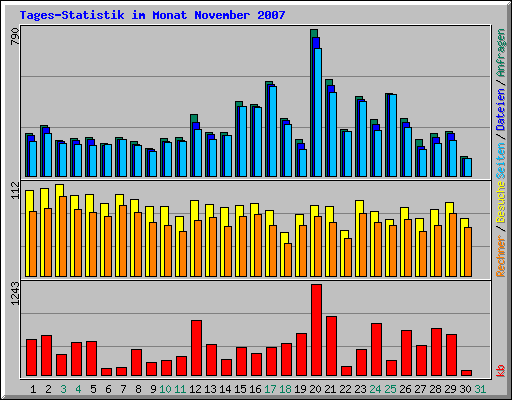 Tages-Statistik im Monat November 2007
790
112
1243
Rechner / Besuche Seiten / Dateien / Anfragen
kb
1 2 3 4 5 6 7 8 9 10 11 12 13 14 15 16 17 18 19 20 21 22 23 24 25 26 27 28 29 30 31